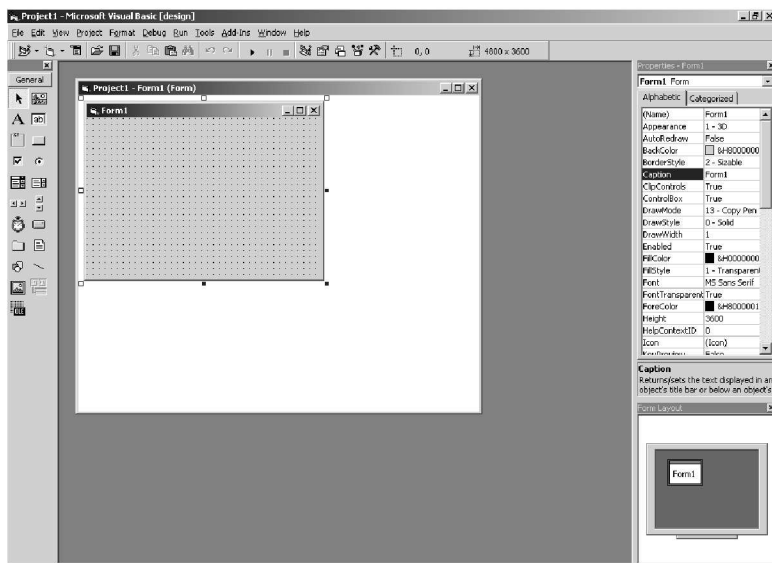 Project1 - Microsoft Visual Basic [design]
File Edit View Project Format Debug Run Tools Add-Ins Window Help
0, 0 4800 x 3600
General
A ab
OLE
Project1 - Form1 (Form)
Form1
Properties - Form1
Form1 Form
Alphabetic Categorized
(Name) Form1
Appearance 1 - 3D
AutoRedraw False
BackColor &H8000000
BorderStyle 2 - Sizable
Caption Form1
ClipControls True
ControlBox True
DrawMode 13 - Copy Pen
DrawStyle 0 - Solid
DrawWidth 1
Enabled True
FillColor &H0000000
FillStyle 1 - Transparent
Font MS Sans Serif
FontTransparent True
ForeColor &H8000001
Height 3600
HelpContextID 0
Icon (Icon)
KeyPreview False
Caption
Returns/sets the text displayed in an
object's title bar or below an object's
Form Layout
Form1